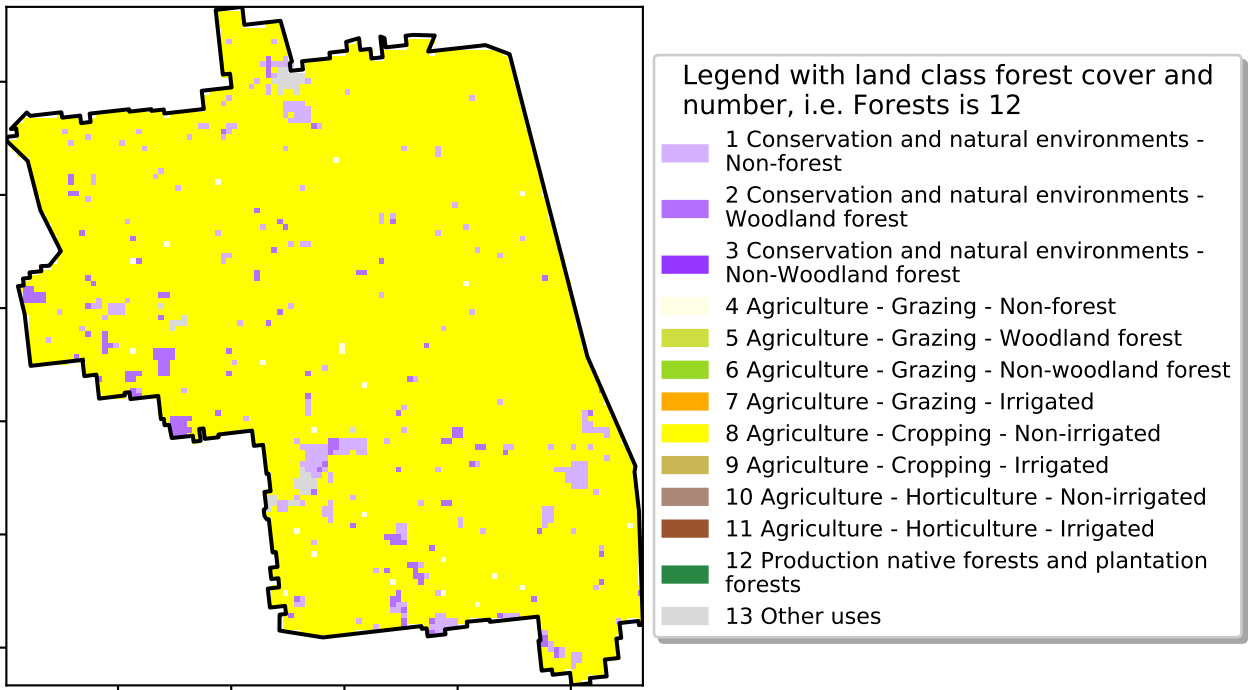 Legend with land class forest cover and
number, i.e. Forests is 12
1 Conservation and natural environments -
Non-forest
2 Conservation and natural environments -
Woodland forest
3 Conservation and natural environments -
Non-Woodland forest
4 Agriculture - Grazing - Non-forest
5 Agriculture - Grazing - Woodland forest
6 Agriculture - Grazing - Non-woodland forest
7 Agriculture - Grazing - Irrigated
8 Agriculture - Cropping - Non-irrigated
9 Agriculture - Cropping - Irrigated
10 Agriculture - Horticulture - Non-irrigated
11 Agriculture - Horticulture - Irrigated
12 Production native forests and plantation
forests
13 Other uses